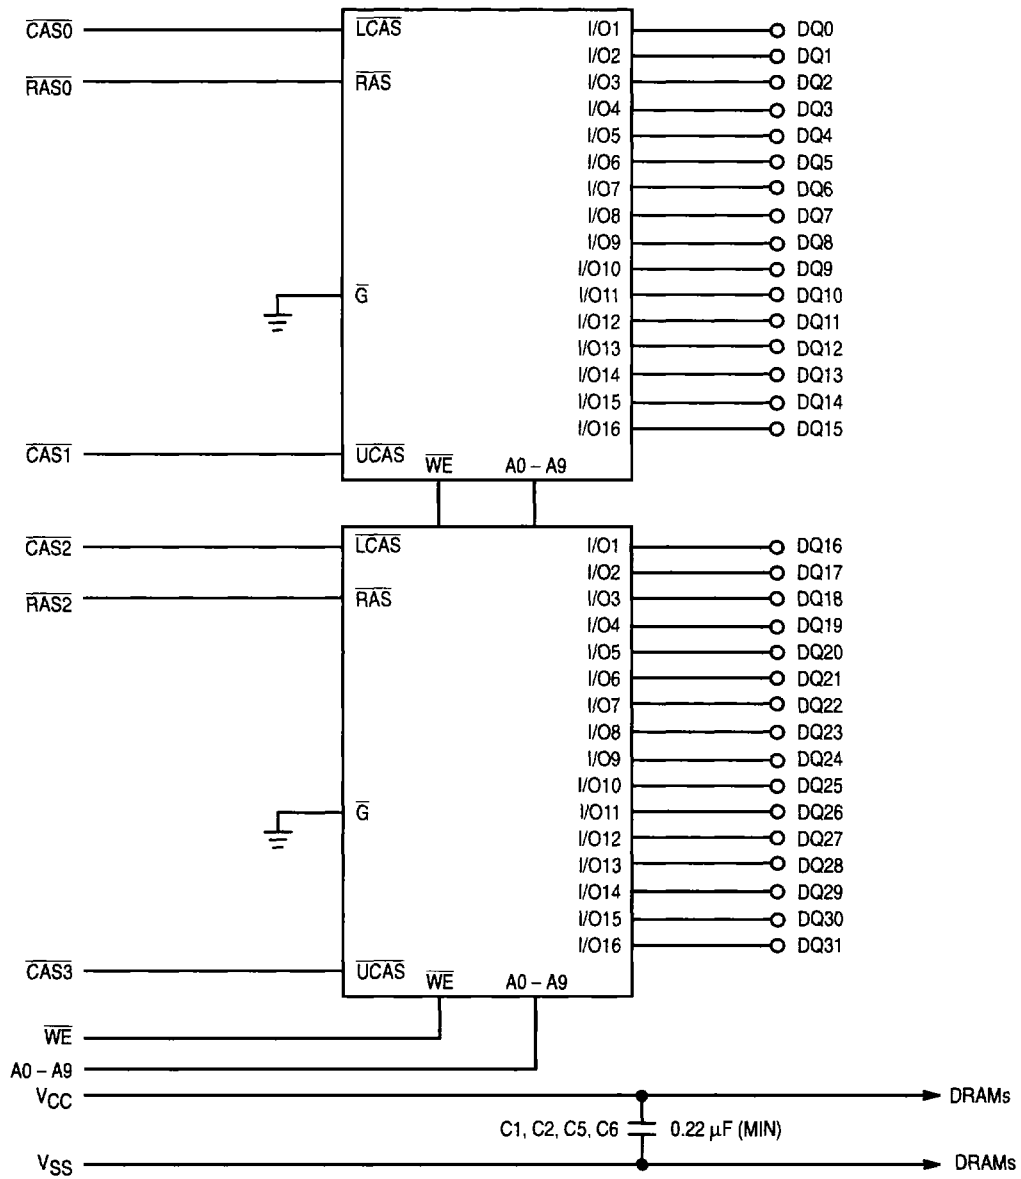 CAS0 LCAS I/O1 DQ0
I/O2 DQ1
RAS0 RAS I/O3 DQ2
I/O4 DQ3
I/O5 DQ4
I/O6 DQ5
I/O7 DQ6
I/O8 DQ7
I/O9 DQ8
I/O10 DQ9
G I/O11 DQ10
I/O12 DQ11
I/O13 DQ12
I/O14 DQ13
I/O15 DQ14
I/O16 DQ15
CAS1 UCAS WE A0 – A9
CAS2 LCAS I/O1 DQ16
I/O2 DQ17
RAS2 RAS I/O3 DQ18
I/O4 DQ19
I/O5 DQ20
I/O6 DQ21
I/O7 DQ22
I/O8 DQ23
I/O9 DQ24
I/O10 DQ25
G I/O11 DQ26
I/O12 DQ27
I/O13 DQ28
I/O14 DQ29
I/O15 DQ30
I/O16 DQ31
CAS3 UCAS WE A0 – A9
WE
A0 – A9
VCC DRAMs
C1, C2, C5, C6 0.22 µF (MIN)
VSS DRAMs